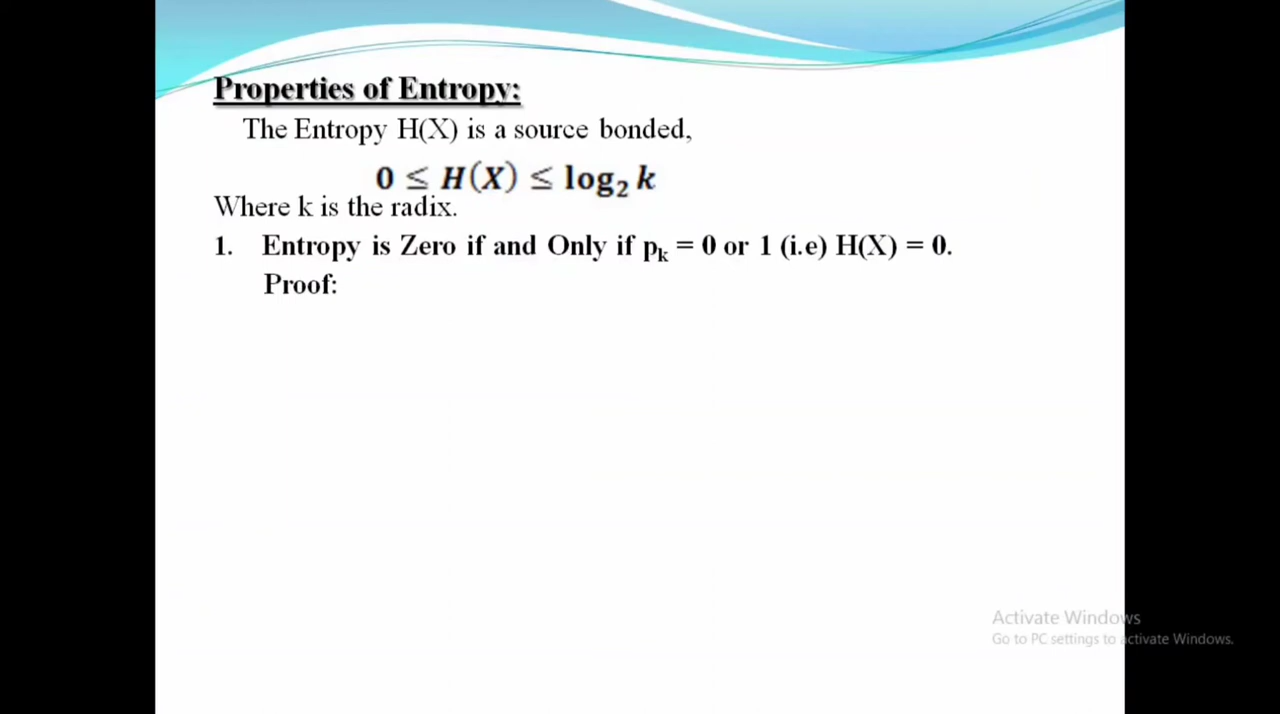 Properties of Entropy:
The Entropy H(X) is a source bonded,
0 ≤ H(X) ≤ log₂ k
Where k is the radix.
1. Entropy is Zero if and Only if pₖ = 0 or 1 (i.e) H(X) = 0.
Proof:
Activate Windows
Go to PC settings to activate Windows.